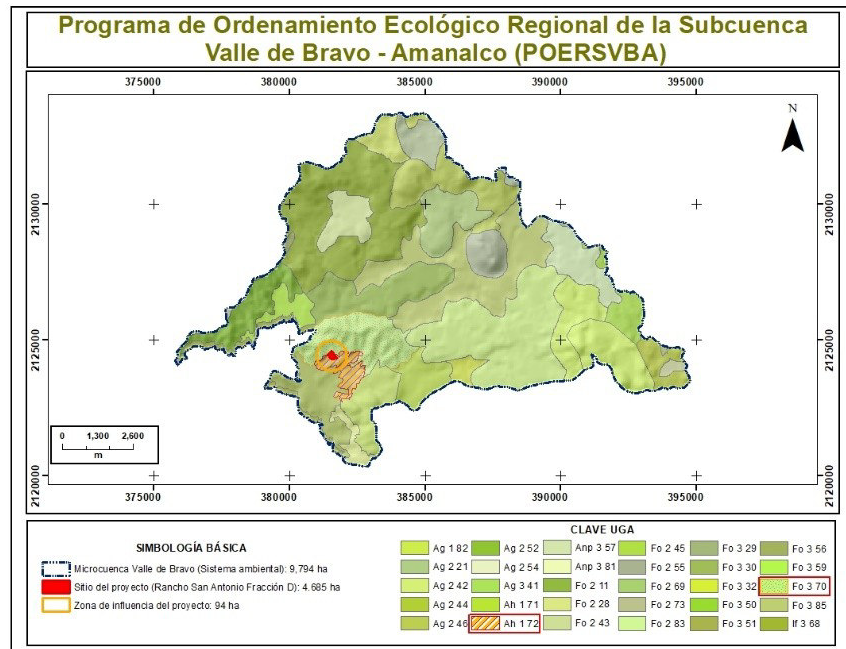 Programa de Ordenamiento Ecológico Regional de la Subcuenca
Valle de Bravo - Amanalco (POERSVBA)
375000 380000 385000 390000 395000
N
2130000 2130000
2125000 2125000
2120000 2120000
0 1,300 2,600
m
375000 380000 385000 390000 395000
SIMBOLOGÍA BÁSICA
Microcuenca Valle de Bravo (Sistema ambiental): 9,794 ha
Sitio del proyecto (Rancho San Antonio Fracción D): 4.685 ha
Zona de influencia del proyecto: 94 ha
CLAVE UGA
Ag 1 82 Ag 2 52 Anp 3 57 Fo 2 45 Fo 3 29 Fo 3 56
Ag 2 21 Ag 2 54 Anp 3 81 Fo 2 55 Fo 3 30 Fo 3 59
Ag 2 42 Ag 3 41 Fo 2 11 Fo 2 69 Fo 3 32 Fo 3 70
Ag 2 44 Ah 1 71 Fo 2 28 Fo 2 73 Fo 3 50 Fo 3 85
Ag 2 46 Ah 1 72 Fo 2 43 Fo 2 83 Fo 3 51 If 3 68